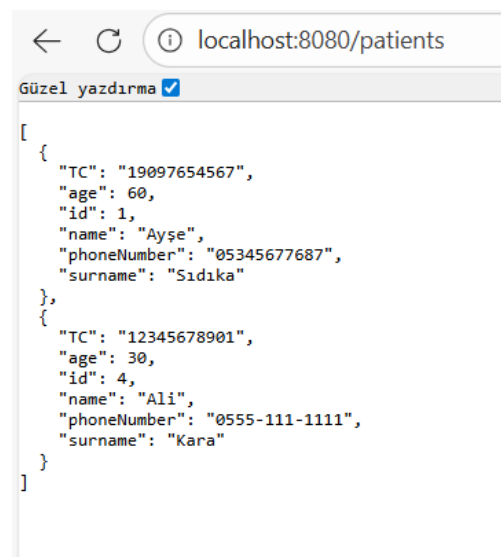 localhost:8080/patients
Güzel yazdırma
[
  {
    "TC": "19097654567",
    "age": 60,
    "id": 1,
    "name": "Ayşe",
    "phoneNumber": "05345677687",
    "surname": "Sıdıka"
  },
  {
    "TC": "12345678901",
    "age": 30,
    "id": 4,
    "name": "Ali",
    "phoneNumber": "0555-111-1111",
    "surname": "Kara"
  }
]